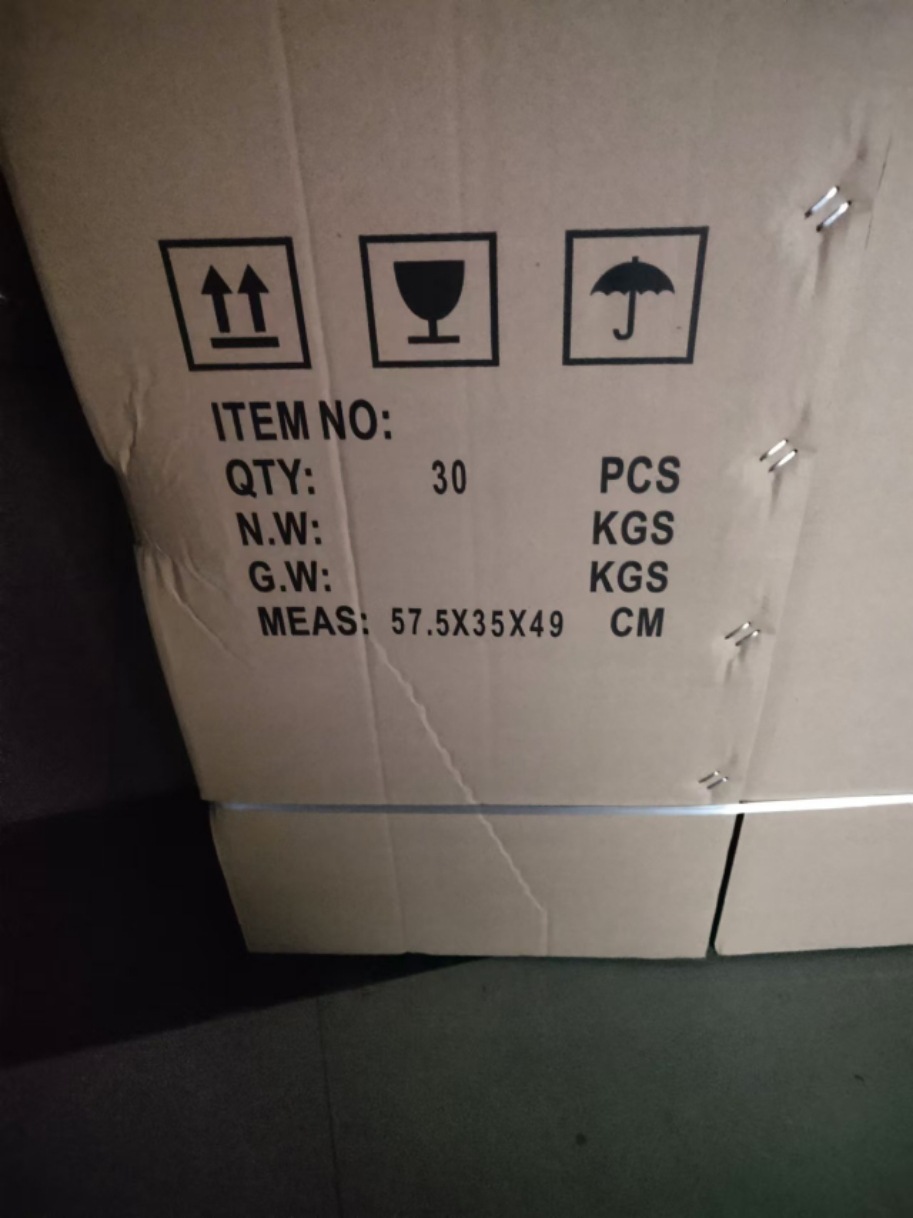 ITEM NO:
QTY: 30 PCS
N.W: KGS
G.W: KGS
MEAS: 57.5X35X49 CM